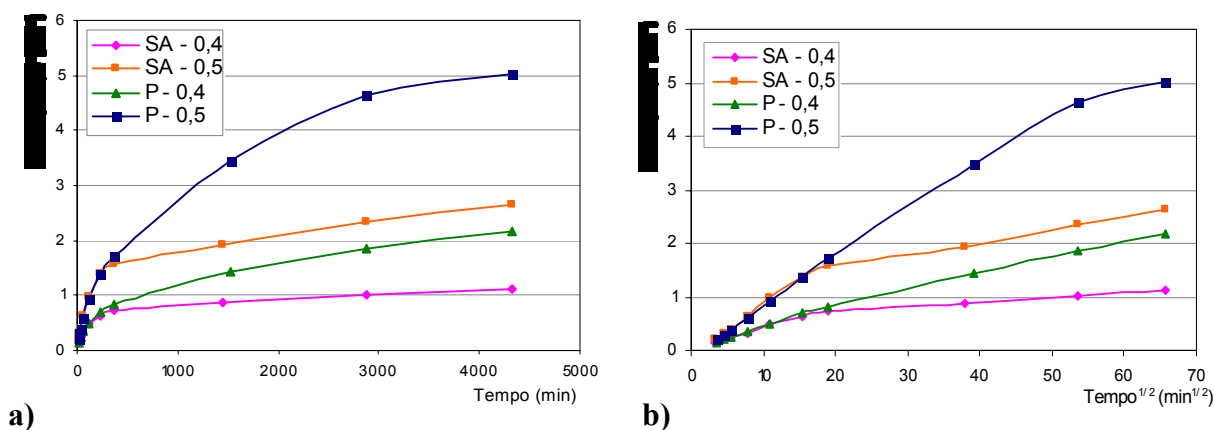 6
5
4
3
2
1
0
SA - 0,4
SA - 0,5
P - 0,4
P - 0,5
0 1000 2000 3000 4000 5000
Tempo (min)
a)
6
5
4
3
2
1
0
SA - 0,4
SA - 0,5
P - 0,4
P - 0,5
0 10 20 30 40 50 60 70
Tempo¹/² (min¹/²)
b)